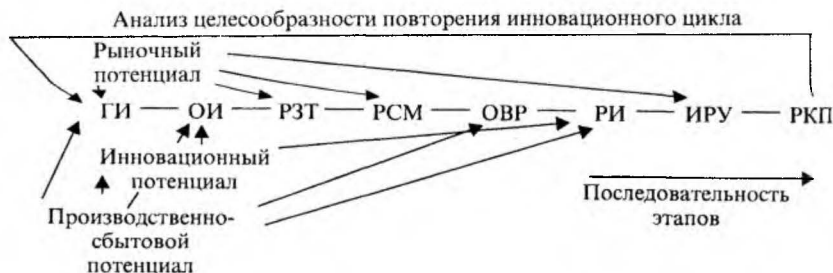 Анализ целесообразности повторения инновационного цикла
Рыночный
потенциал
ГИ — ОИ — РЗТ — РСМ — ОВР — РИ — ИРУ — РКП
Инновационный
потенциал
Производственно-
сбытовой
потенциал
Последовательность
этапов